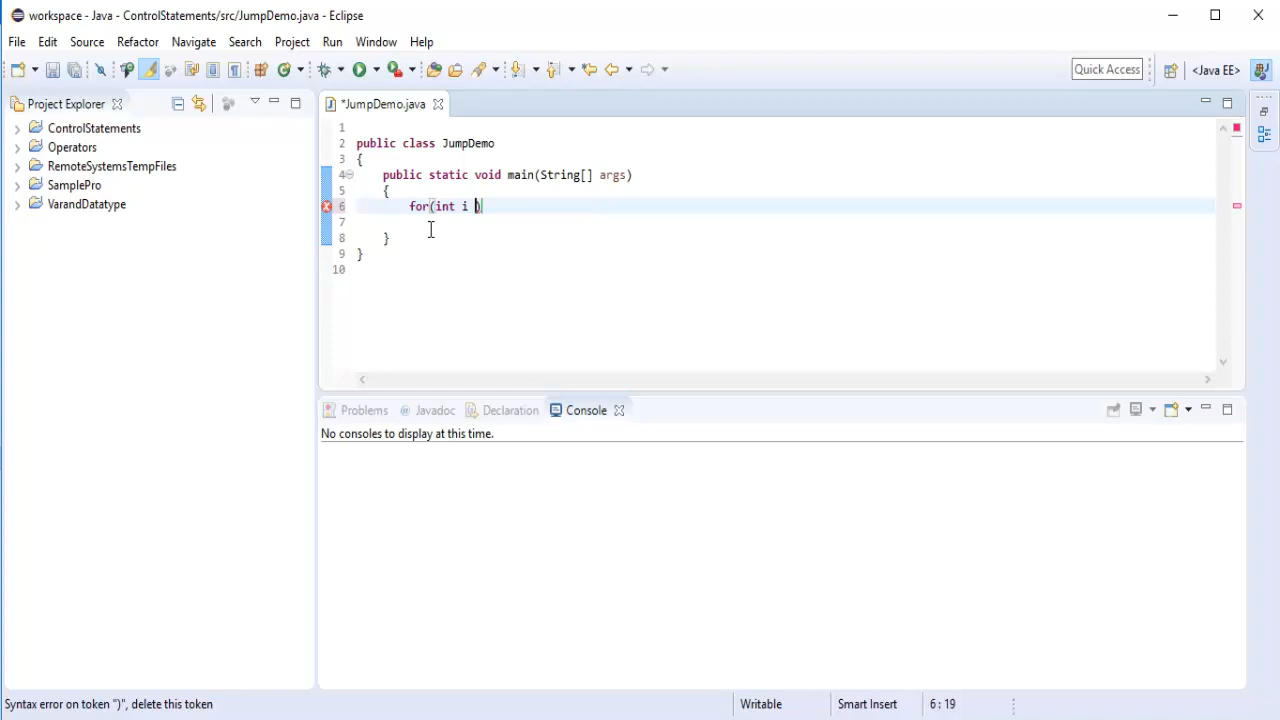 workspace - Java - ControlStatements/src/JumpDemo.java - Eclipse
File Edit Source Refactor Navigate Search Project Run Window Help
Quick Access <Java EE>
Project Explorer
ControlStatements
Operators
RemoteSystemsTempFiles
SamplePro
VarandDatatype
*JumpDemo.java
1
2 public class JumpDemo
3 {
4 public static void main(String[] args)
5 {
6 for(int i )
7
8 }
9 }
10
Problems @ Javadoc Declaration Console
No consoles to display at this time.
Syntax error on token ")", delete this token Writable Smart Insert 6 : 19